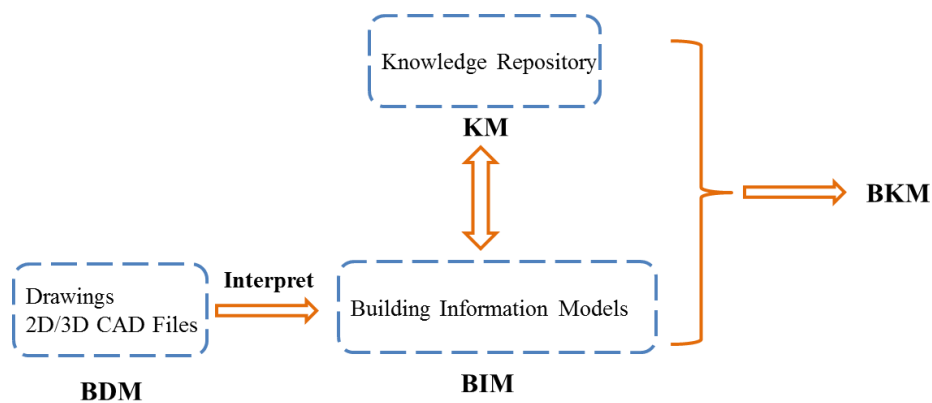 Knowledge Repository
KM
BKM
Interpret
Drawings
2D/3D CAD Files
Building Information Models
BDM
BIM